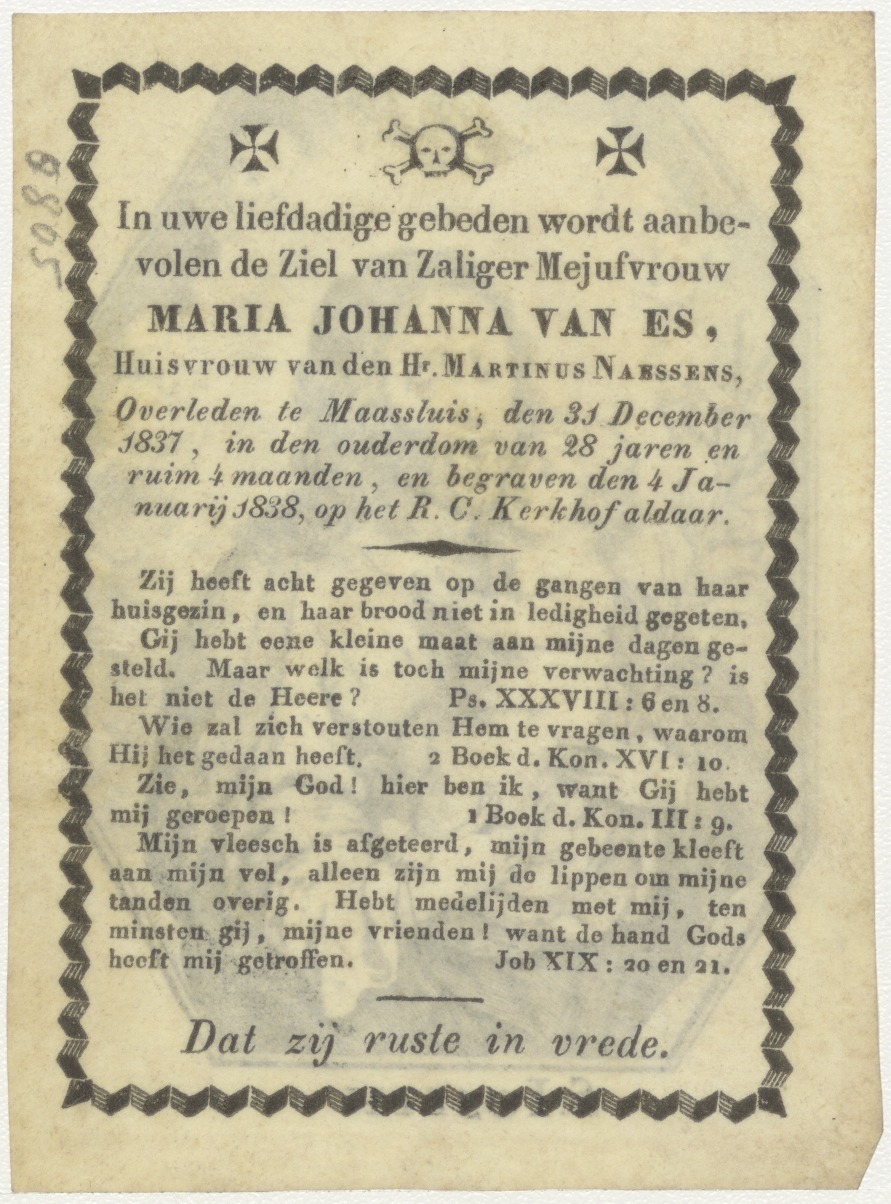 In uwe liefdadige gebeden wordt aanbe-
volen de Ziel van Zaliger Mejufvrouw
MARIA JOHANNA VAN ES,
Huisvrouw van den Hr. MARTINUS NAESSENS,
Overleden te Maassluis, den 31 December
1837, in den ouderdom van 28 jaren en
ruim 4 maanden, en begraven den 4 Ja-
nuarij 1838, op het R. C. Kerkhof aldaar.
Zij heeft acht gegeven op de gangen van haar
huisgezin, en haar brood niet in ledigheid gegeten.
Gij hebt eene kleine maat aan mijne dagen ge-
steld. Maar welk is toch mijne verwachting? is
het niet de Heere? Ps. XXXVIII: 6 en 8.
Wie zal zich verstouten Hem te vragen, waarom
Hij het gedaan heeft. 2 Boek d. Kon. XVI: 10.
Zie, mijn God! hier ben ik, want Gij hebt
mij geroepen! 1 Boek d. Kon. III: 9.
Mijn vleesch is afgeteerd, mijn gebeente kleeft
aan mijn vel, alleen zijn mij de lippen om mijne
tanden overig. Hebt medelijden met mij, ten
minsten gij, mijne vrienden! want de hand Gods
heeft mij getroffen. Job XIX: 20 en 21.
Dat zij ruste in vrede.